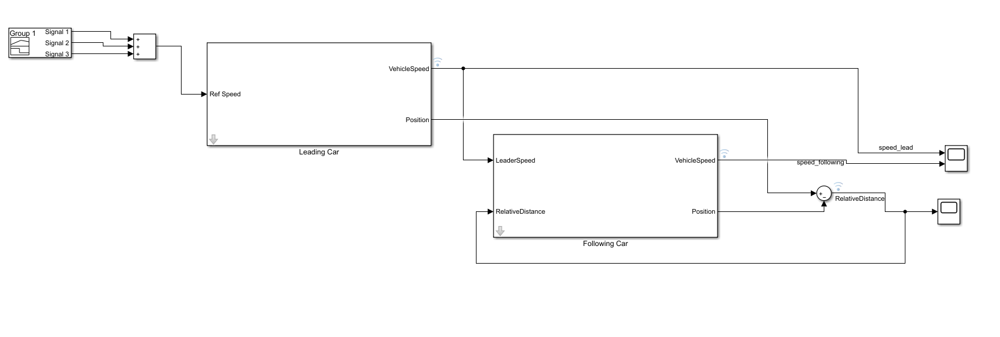 Group 1
Signal 1
Signal 2
Signal 3
+
+
+
Ref Speed
VehicleSpeed
Position
Leading Car
LeaderSpeed
RelativeDistance
VehicleSpeed
Position
Following Car
speed_lead
speed_following
+
−
RelativeDistance